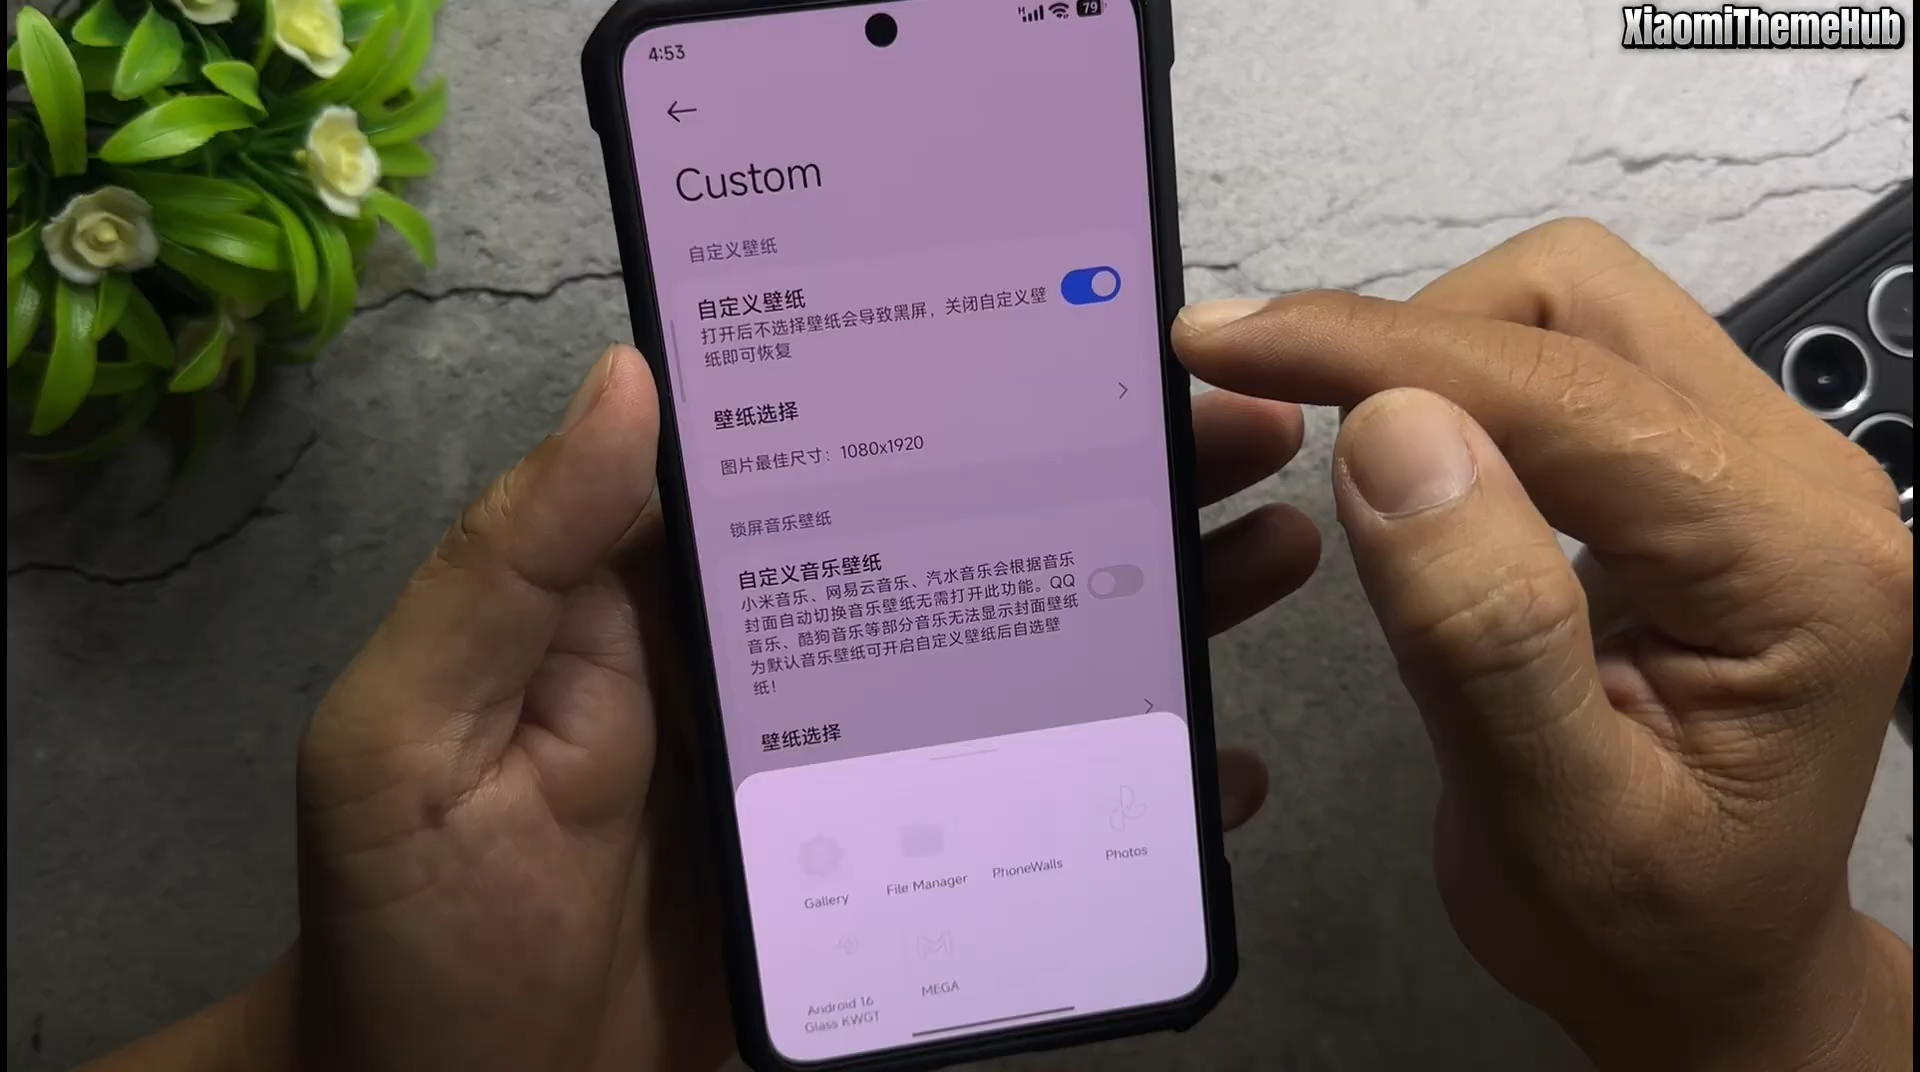 XiaomiThemeHub
4:53
79
Custom
自定义壁纸
自定义壁纸
打开后不选择壁纸会导致黑屏，关闭自定义壁
纸即可恢复
壁纸选择
图片最佳尺寸：1080x1920
锁屏音乐壁纸
自定义音乐壁纸
小米音乐、网易云音乐、汽水音乐会根据音乐
封面自动切换音乐壁纸无需打开此功能。QQ
音乐、酷狗音乐等部分音乐无法显示封面壁纸
为默认音乐壁纸可开启自定义壁纸后自选壁
纸！
壁纸选择
Gallery
File Manager
PhoneWalls
Photos
Android 16
Glass KWGT
MEGA